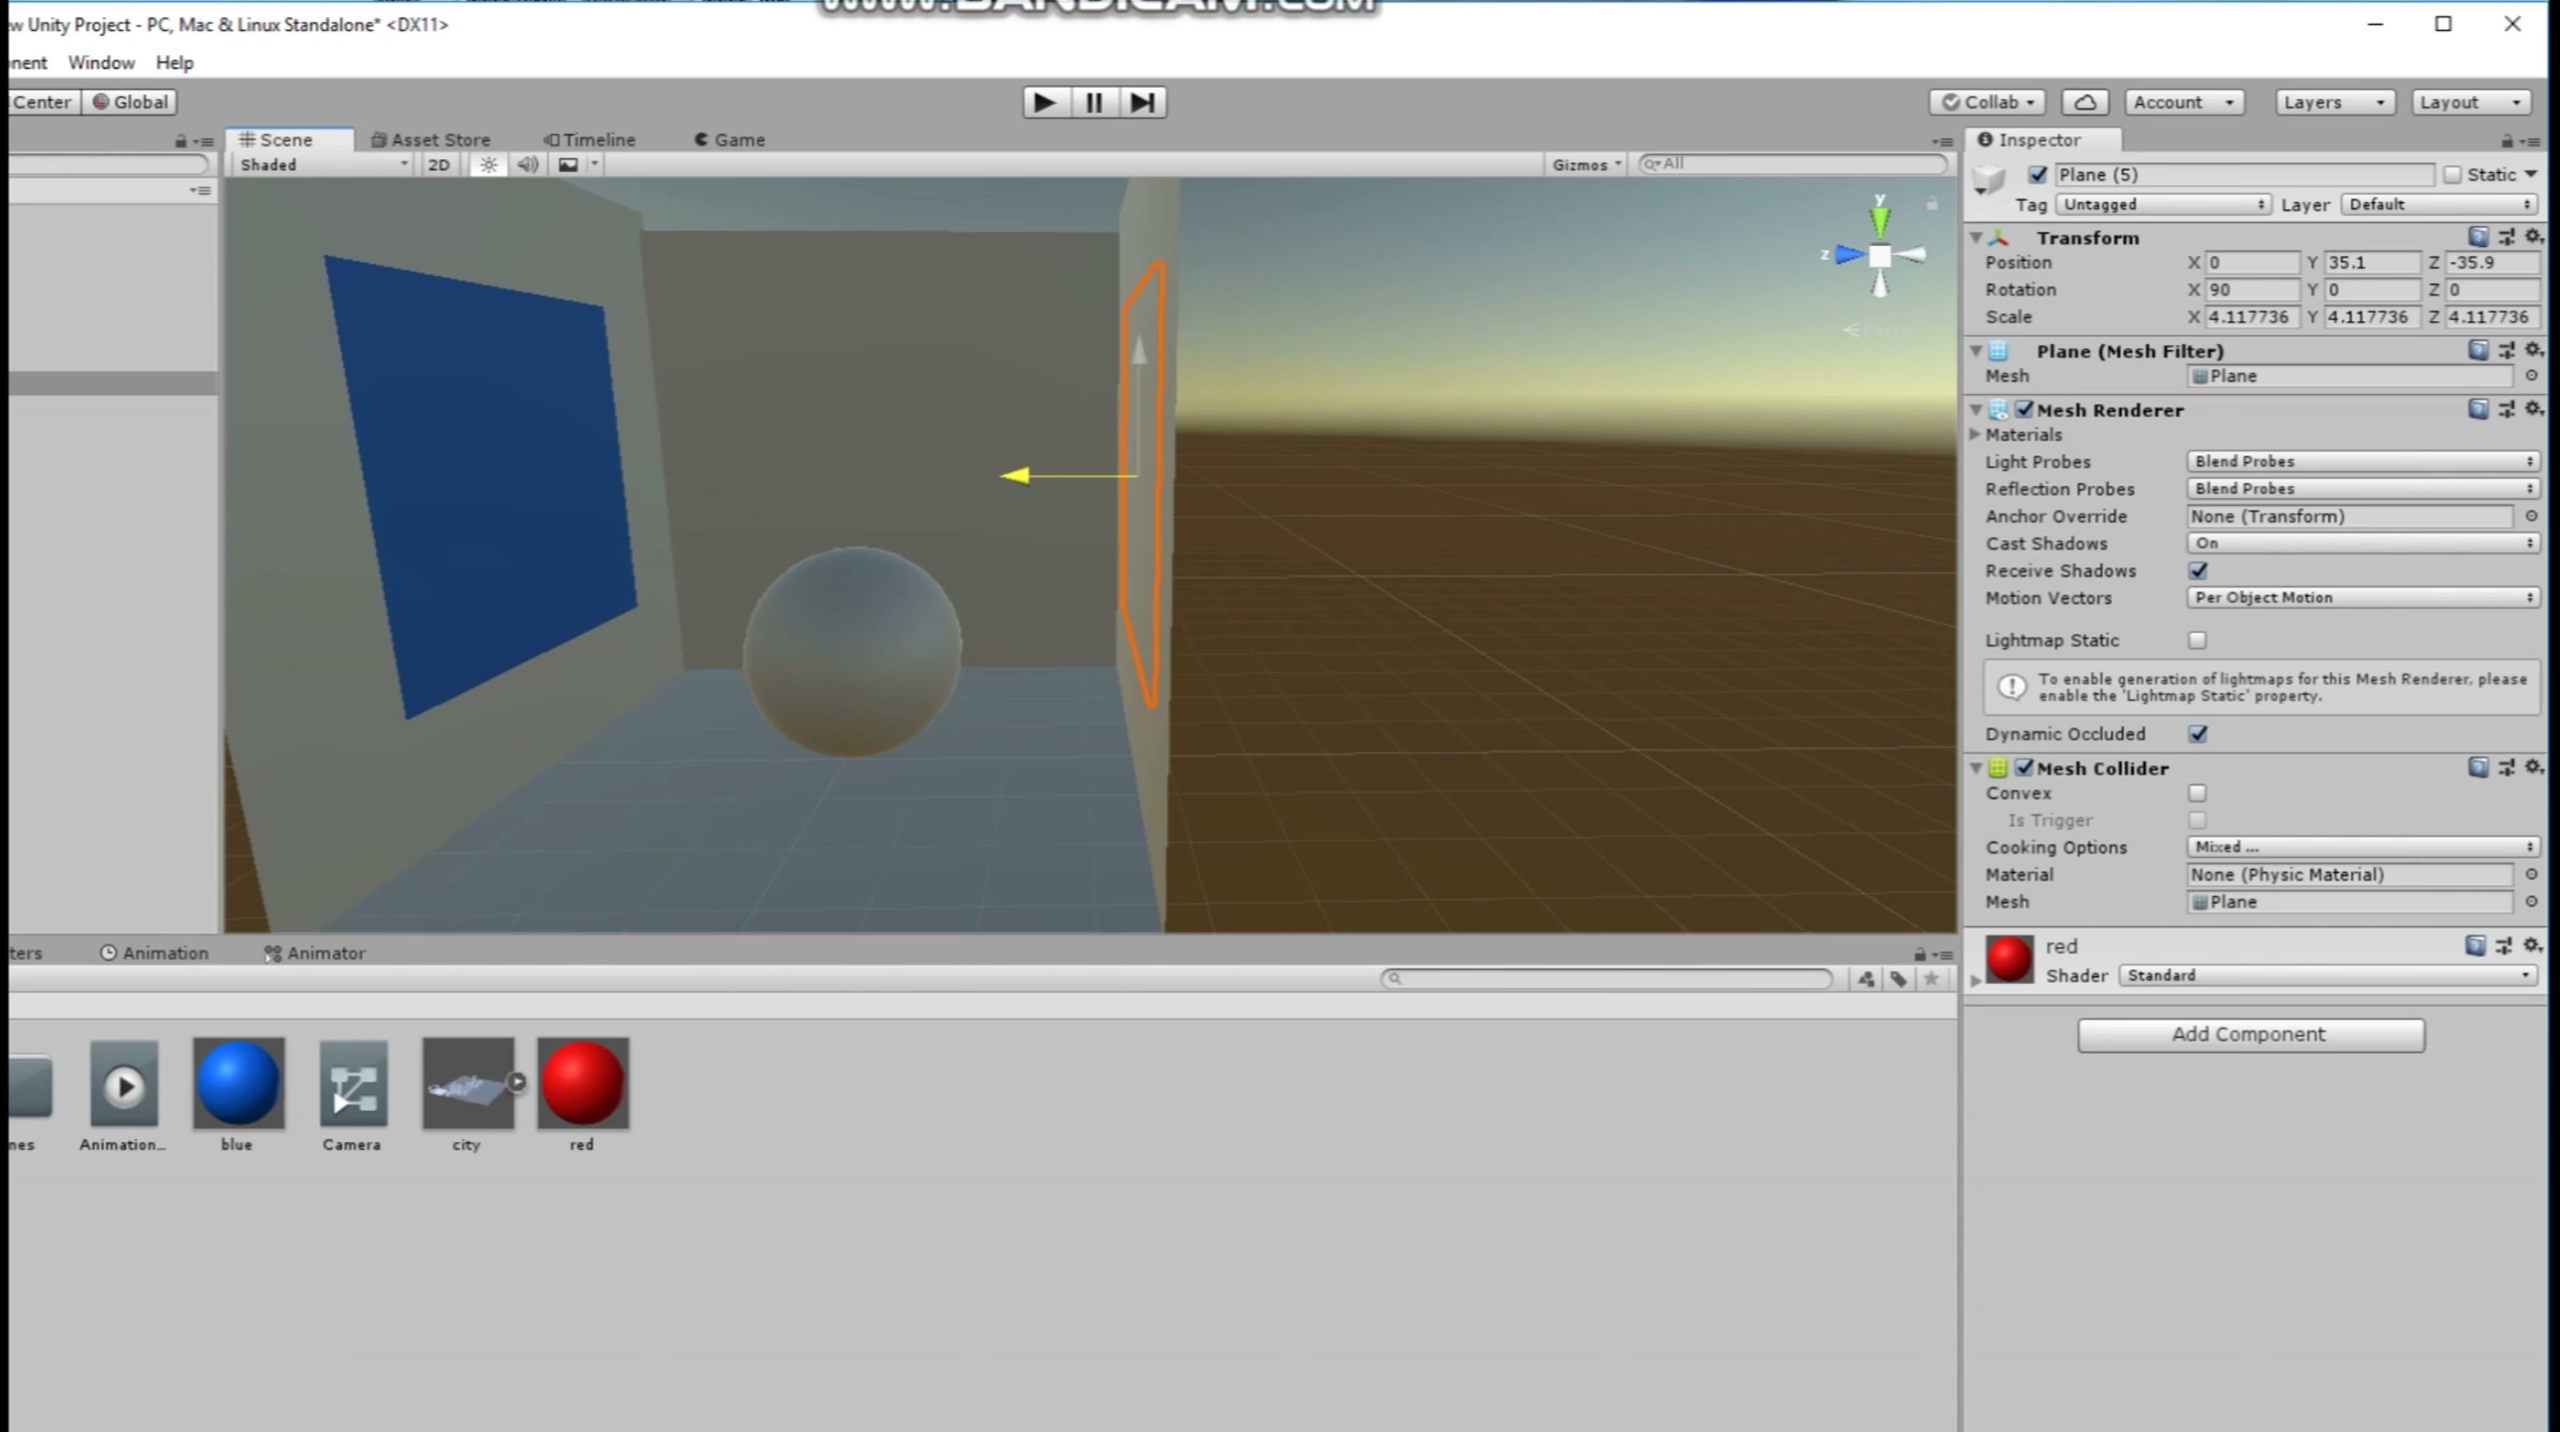 www.BANDICAM.com
ew Unity Project - PC, Mac & Linux Standalone* <DX11>
nent Window Help
Center Global Collab Account Layers Layout
Scene Asset Store Timeline Game
Shaded 2D Gizmos All
y
z
Persp
Inspector
Plane (5) Static
Tag Untagged Layer Default
Transform
Position X 0 Y 35.1 Z -35.9
Rotation X 90 Y 0 Z 0
Scale X 4.117736 Y 4.117736 Z 4.117736
Plane (Mesh Filter)
Mesh Plane
Mesh Renderer
Materials
Light Probes Blend Probes
Reflection Probes Blend Probes
Anchor Override None (Transform)
Cast Shadows On
Receive Shadows
Motion Vectors Per Object Motion
Lightmap Static
To enable generation of lightmaps for this Mesh Renderer, please
enable the 'Lightmap Static' property.
Dynamic Occluded
Mesh Collider
Convex
Is Trigger
Cooking Options Mixed ...
Material None (Physic Material)
Mesh Plane
red
Shader Standard
Add Component
ters Animation Animator
nes Animation... blue Camera city red